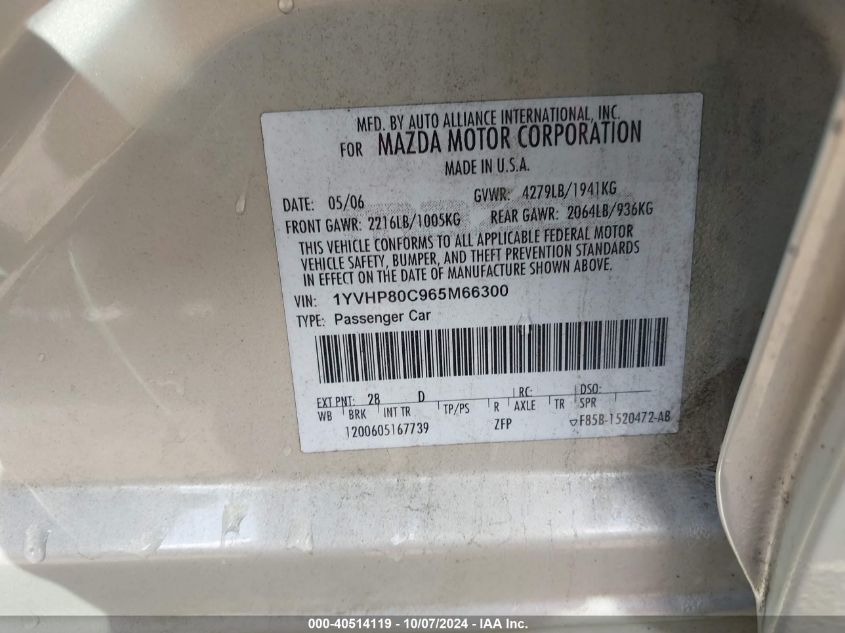 MFD. BY AUTO ALLIANCE INTERNATIONAL, INC.
FOR MAZDA MOTOR CORPORATION
MADE IN U.S.A.
DATE: 05/06 GVWR: 4279LB/1941KG
FRONT GAWR: 2216LB/1005KG REAR GAWR: 2064LB/936KG
THIS VEHICLE CONFORMS TO ALL APPLICABLE FEDERAL MOTOR
VEHICLE SAFETY, BUMPER, AND THEFT PREVENTION STANDARDS
IN EFFECT ON THE DATE OF MANUFACTURE SHOWN ABOVE.
VIN: 1YVHP80C965M66300
TYPE: Passenger Car
EXT PNT: 28 D RC: DSO:
WB BRK INT TR TP/PS R AXLE TR SPR
1200605167739 ZFP ▽F85B-1520472-AB
000-40514119 - 10/07/2024 - IAA Inc.